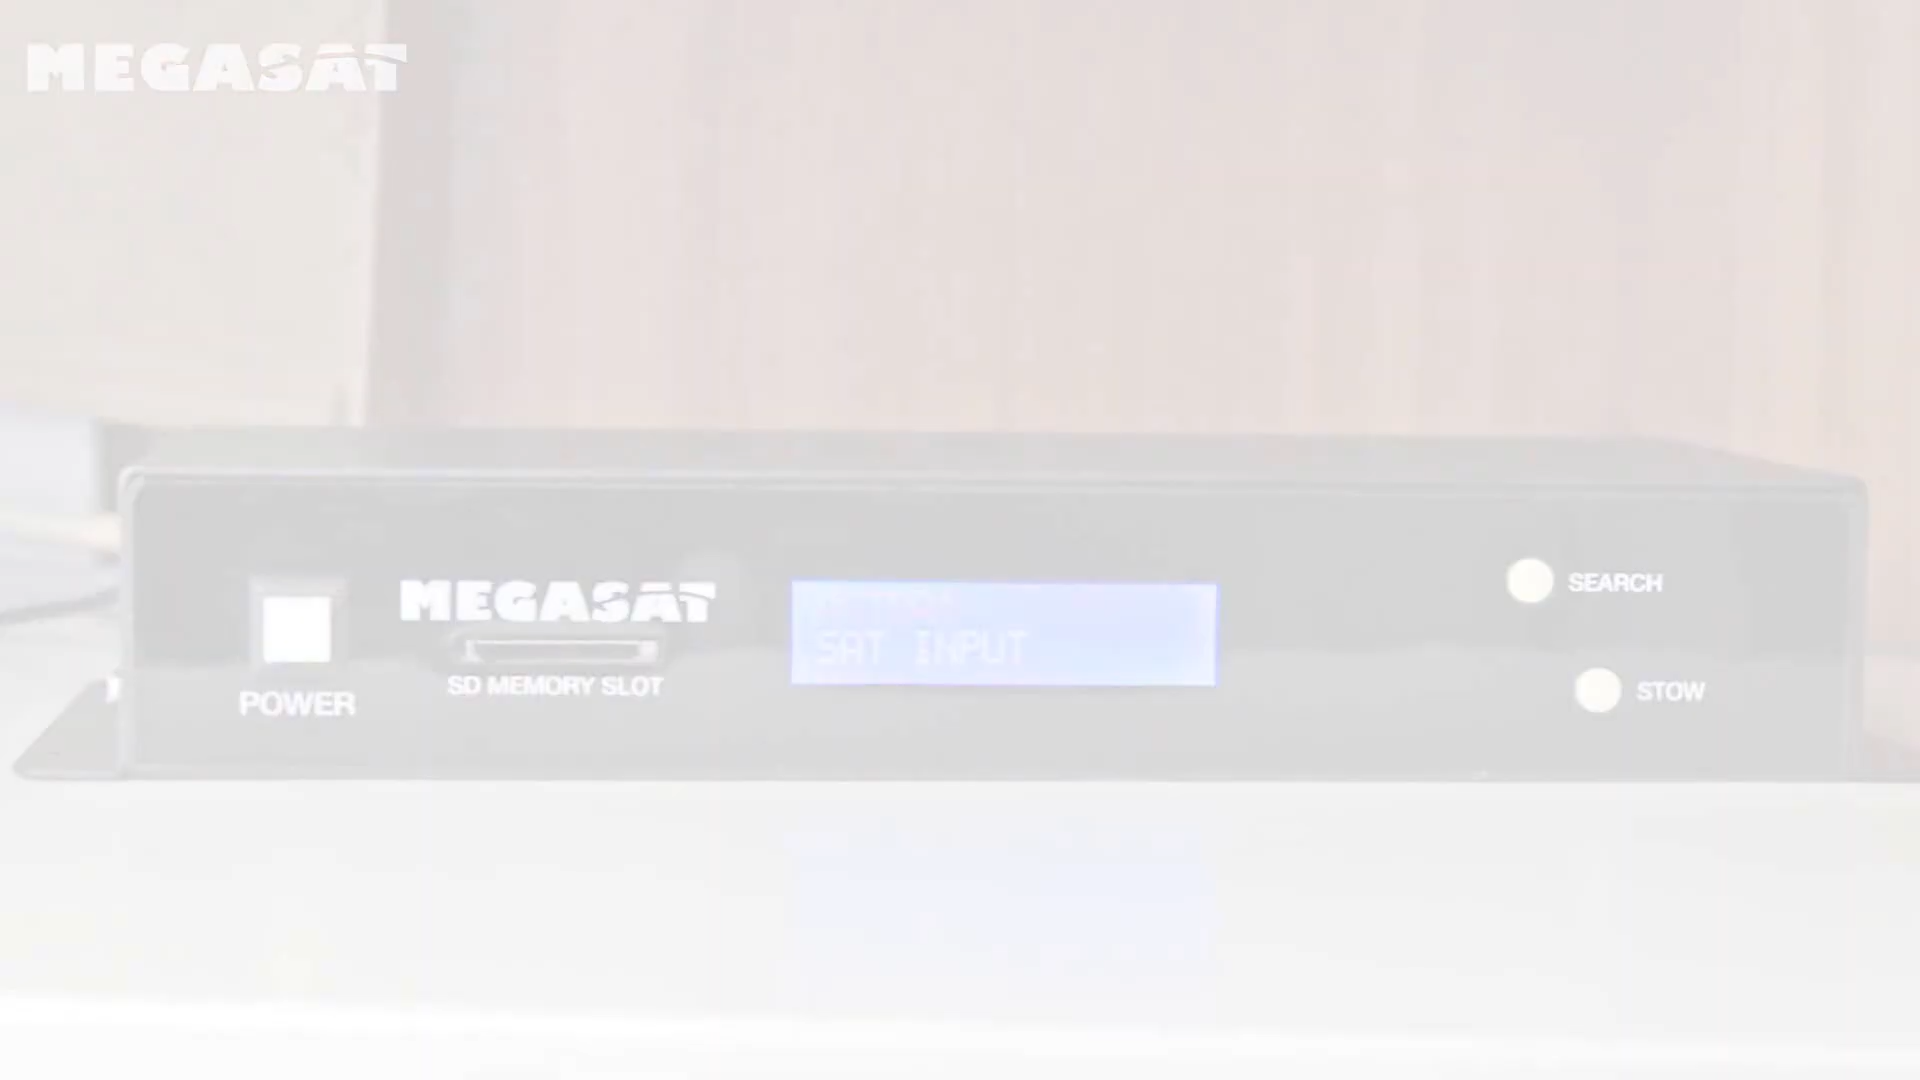 MEGASAT
MEGASAT
SD MEMORY SLOT
POWER
SAT INPUT
SEARCH
STOW